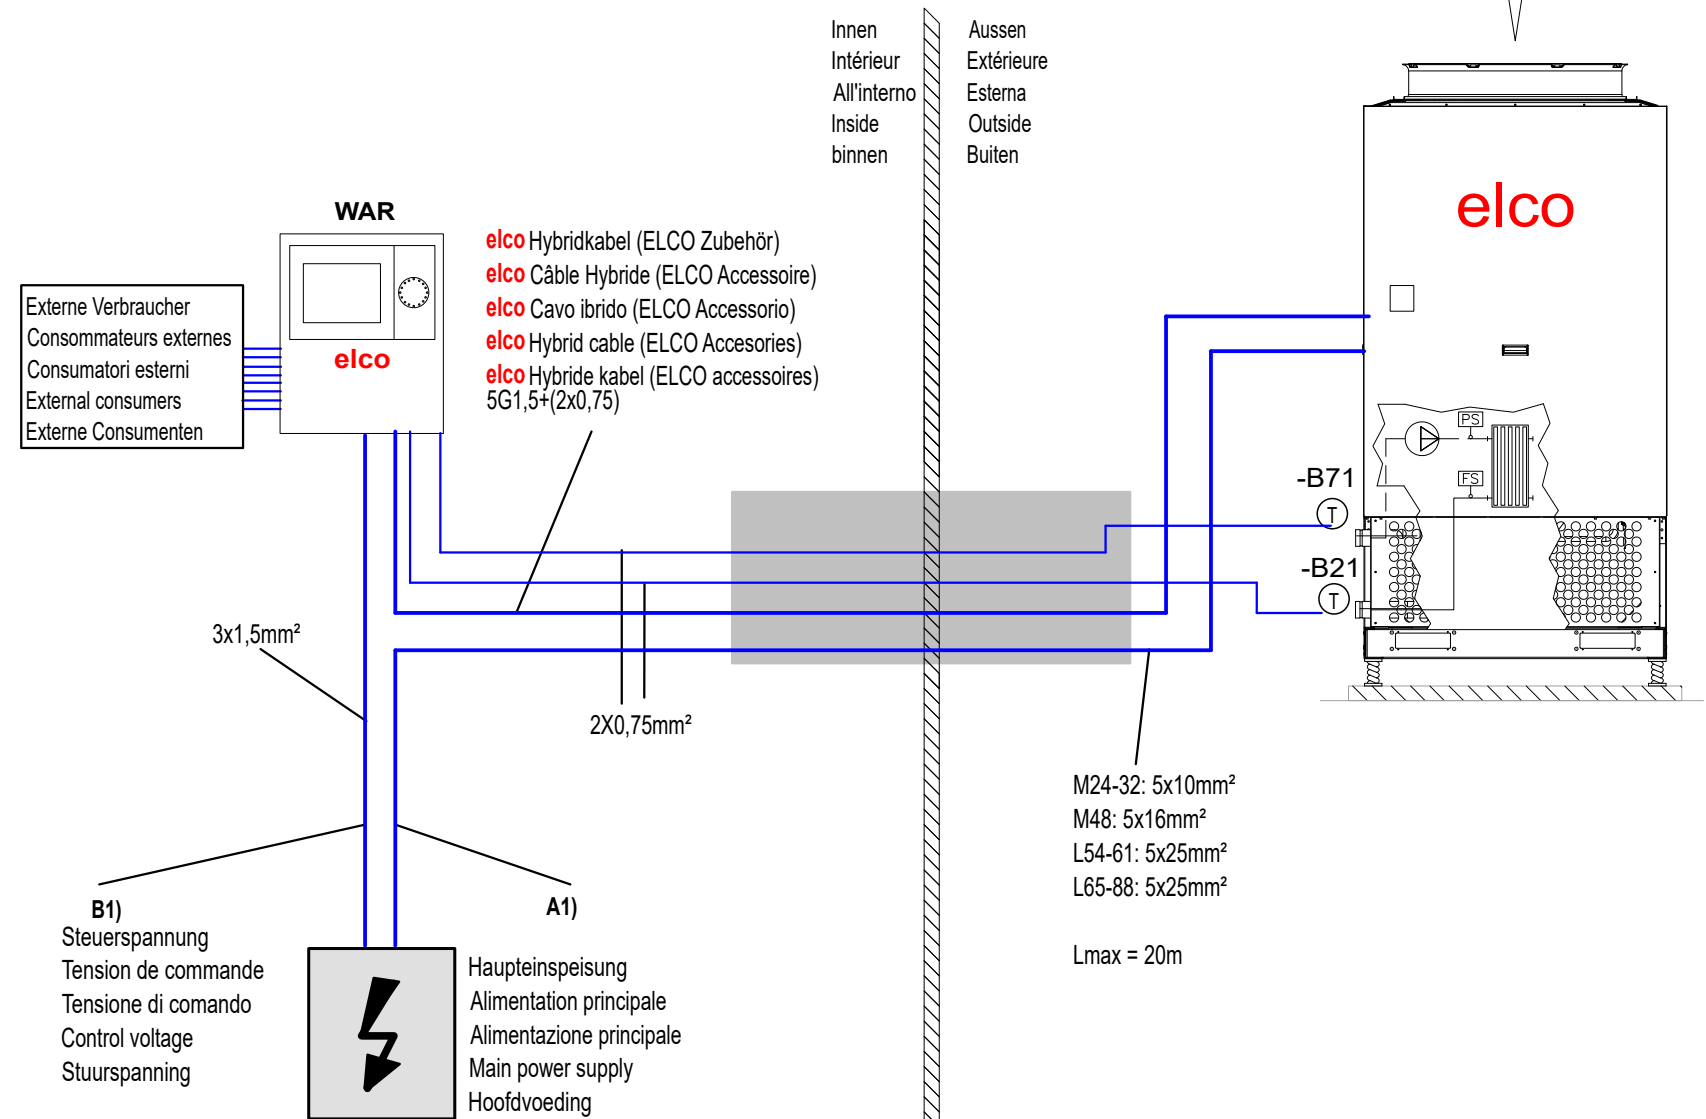 Innen
Intérieur
All'interno
Inside
binnen
Aussen
Extérieure
Esterna
Outside
Buiten
elco
WAR
elco
elco Hybridkabel (ELCO Zubehör)
elco Câble Hybride (ELCO Accessoire)
elco Cavo ibrido (ELCO Accessorio)
elco Hybrid cable (ELCO Accesories)
elco Hybride kabel (ELCO accessoires)
5G1,5+(2x0,75)
Externe Verbraucher
Consommateurs externes
Consumatori esterni
External consumers
Externe Consumenten
PS
FS
-B71
T
-B21
T
3x1,5mm²
2X0,75mm²
M24-32: 5x10mm²
M48: 5x16mm²
L54-61: 5x25mm²
L65-88: 5x25mm²
Lmax = 20m
B1)
Steuerspannung
Tension de commande
Tensione di comando
Control voltage
Stuurspanning
A1)
Haupteinspeisung
Alimentation principale
Alimentazione principale
Main power supply
Hoofdvoeding